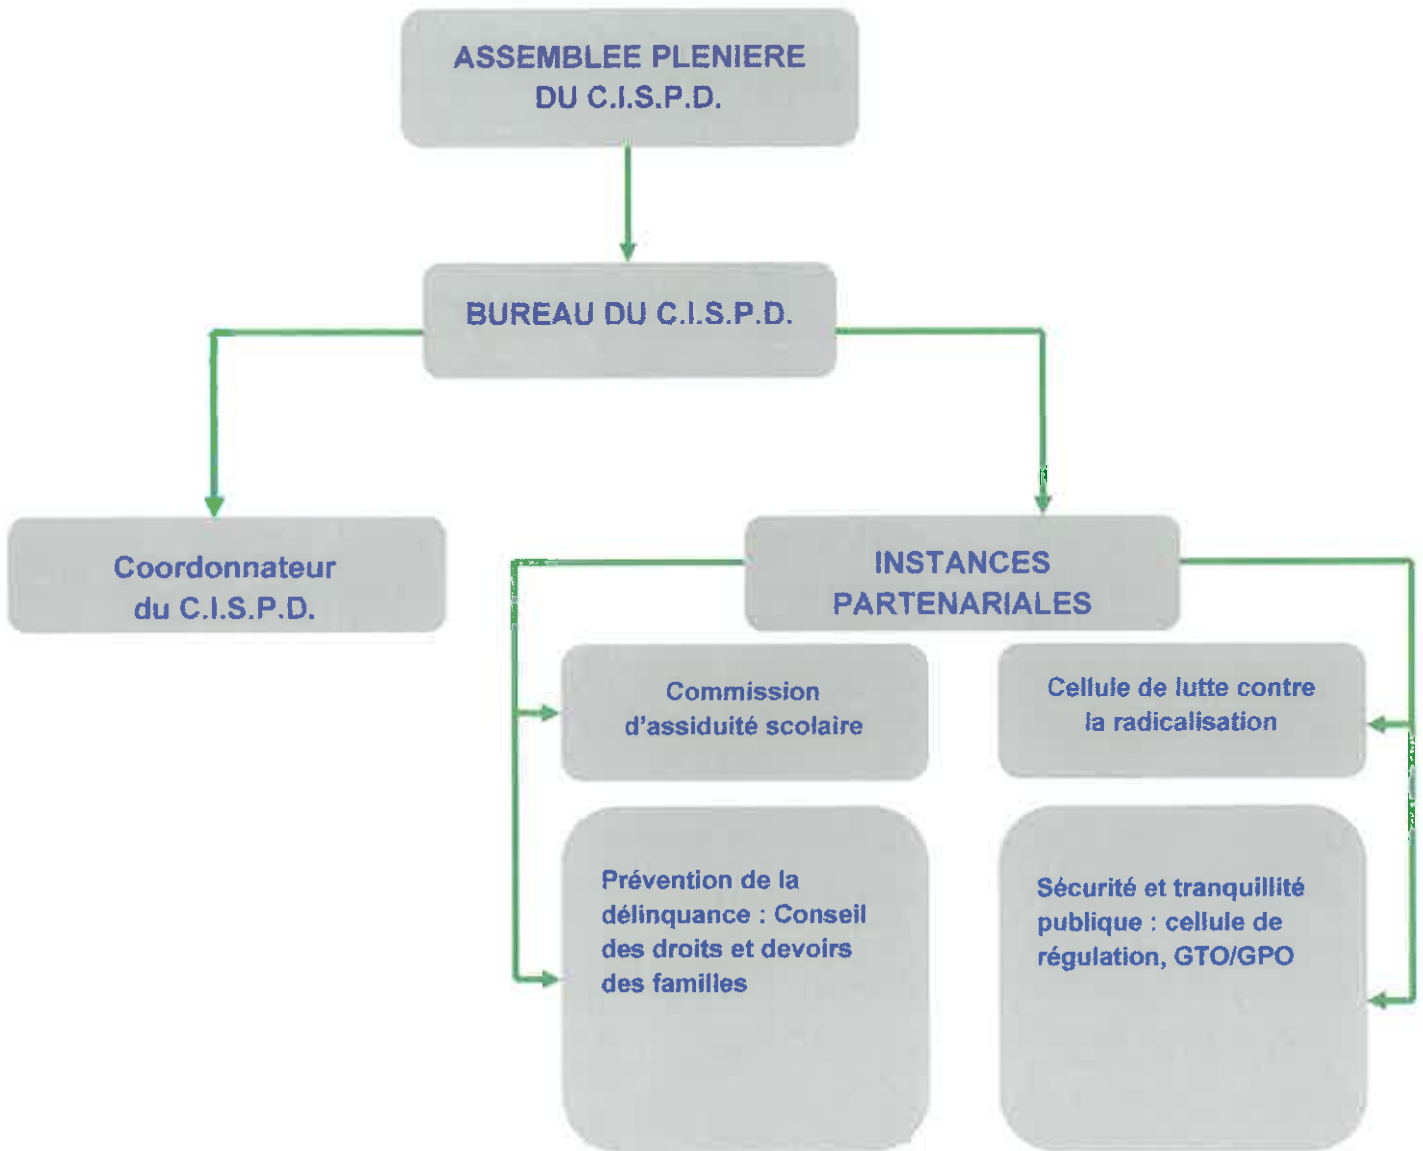 ASSEMBLEE PLENIERE
DU C.I.S.P.D.
BUREAU DU C.I.S.P.D.
Coordonnateur
du C.I.S.P.D.
INSTANCES
PARTENARIALES
Commission
d'assiduité scolaire
Cellule de lutte contre
la radicalisation
Prévention de la
délinquance : Conseil
des droits et devoirs
des familles
Sécurité et tranquillité
publique : cellule de
régulation, GTO/GPO